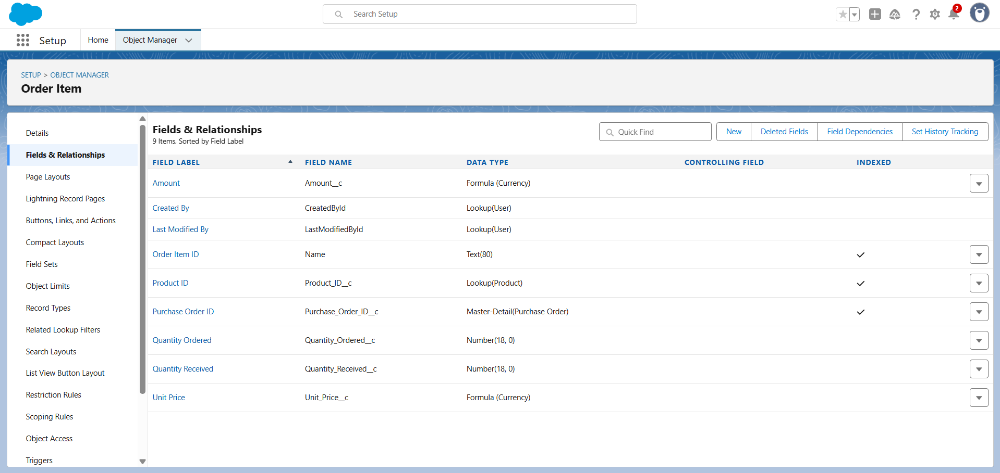 Search Setup
2
Setup
Home
Object Manager
SETUP > OBJECT MANAGER
Order Item
Details
Fields & Relationships
Page Layouts
Lightning Record Pages
Buttons, Links, and Actions
Compact Layouts
Field Sets
Object Limits
Record Types
Related Lookup Filters
Search Layouts
List View Button Layout
Restriction Rules
Scoping Rules
Object Access
Triggers
Fields & Relationships
9 Items, Sorted by Field Label
Quick Find
New
Deleted Fields
Field Dependencies
Set History Tracking
FIELD LABEL FIELD NAME DATA TYPE CONTROLLING FIELD INDEXED
Amount Amount__c Formula (Currency)
Created By CreatedById Lookup(User)
Last Modified By LastModifiedById Lookup(User)
Order Item ID Name Text(80)
Product ID Product_ID__c Lookup(Product)
Purchase Order ID Purchase_Order_ID__c Master-Detail(Purchase Order)
Quantity Ordered Quantity_Ordered__c Number(18, 0)
Quantity Received Quantity_Received__c Number(18, 0)
Unit Price Unit_Price__c Formula (Currency)